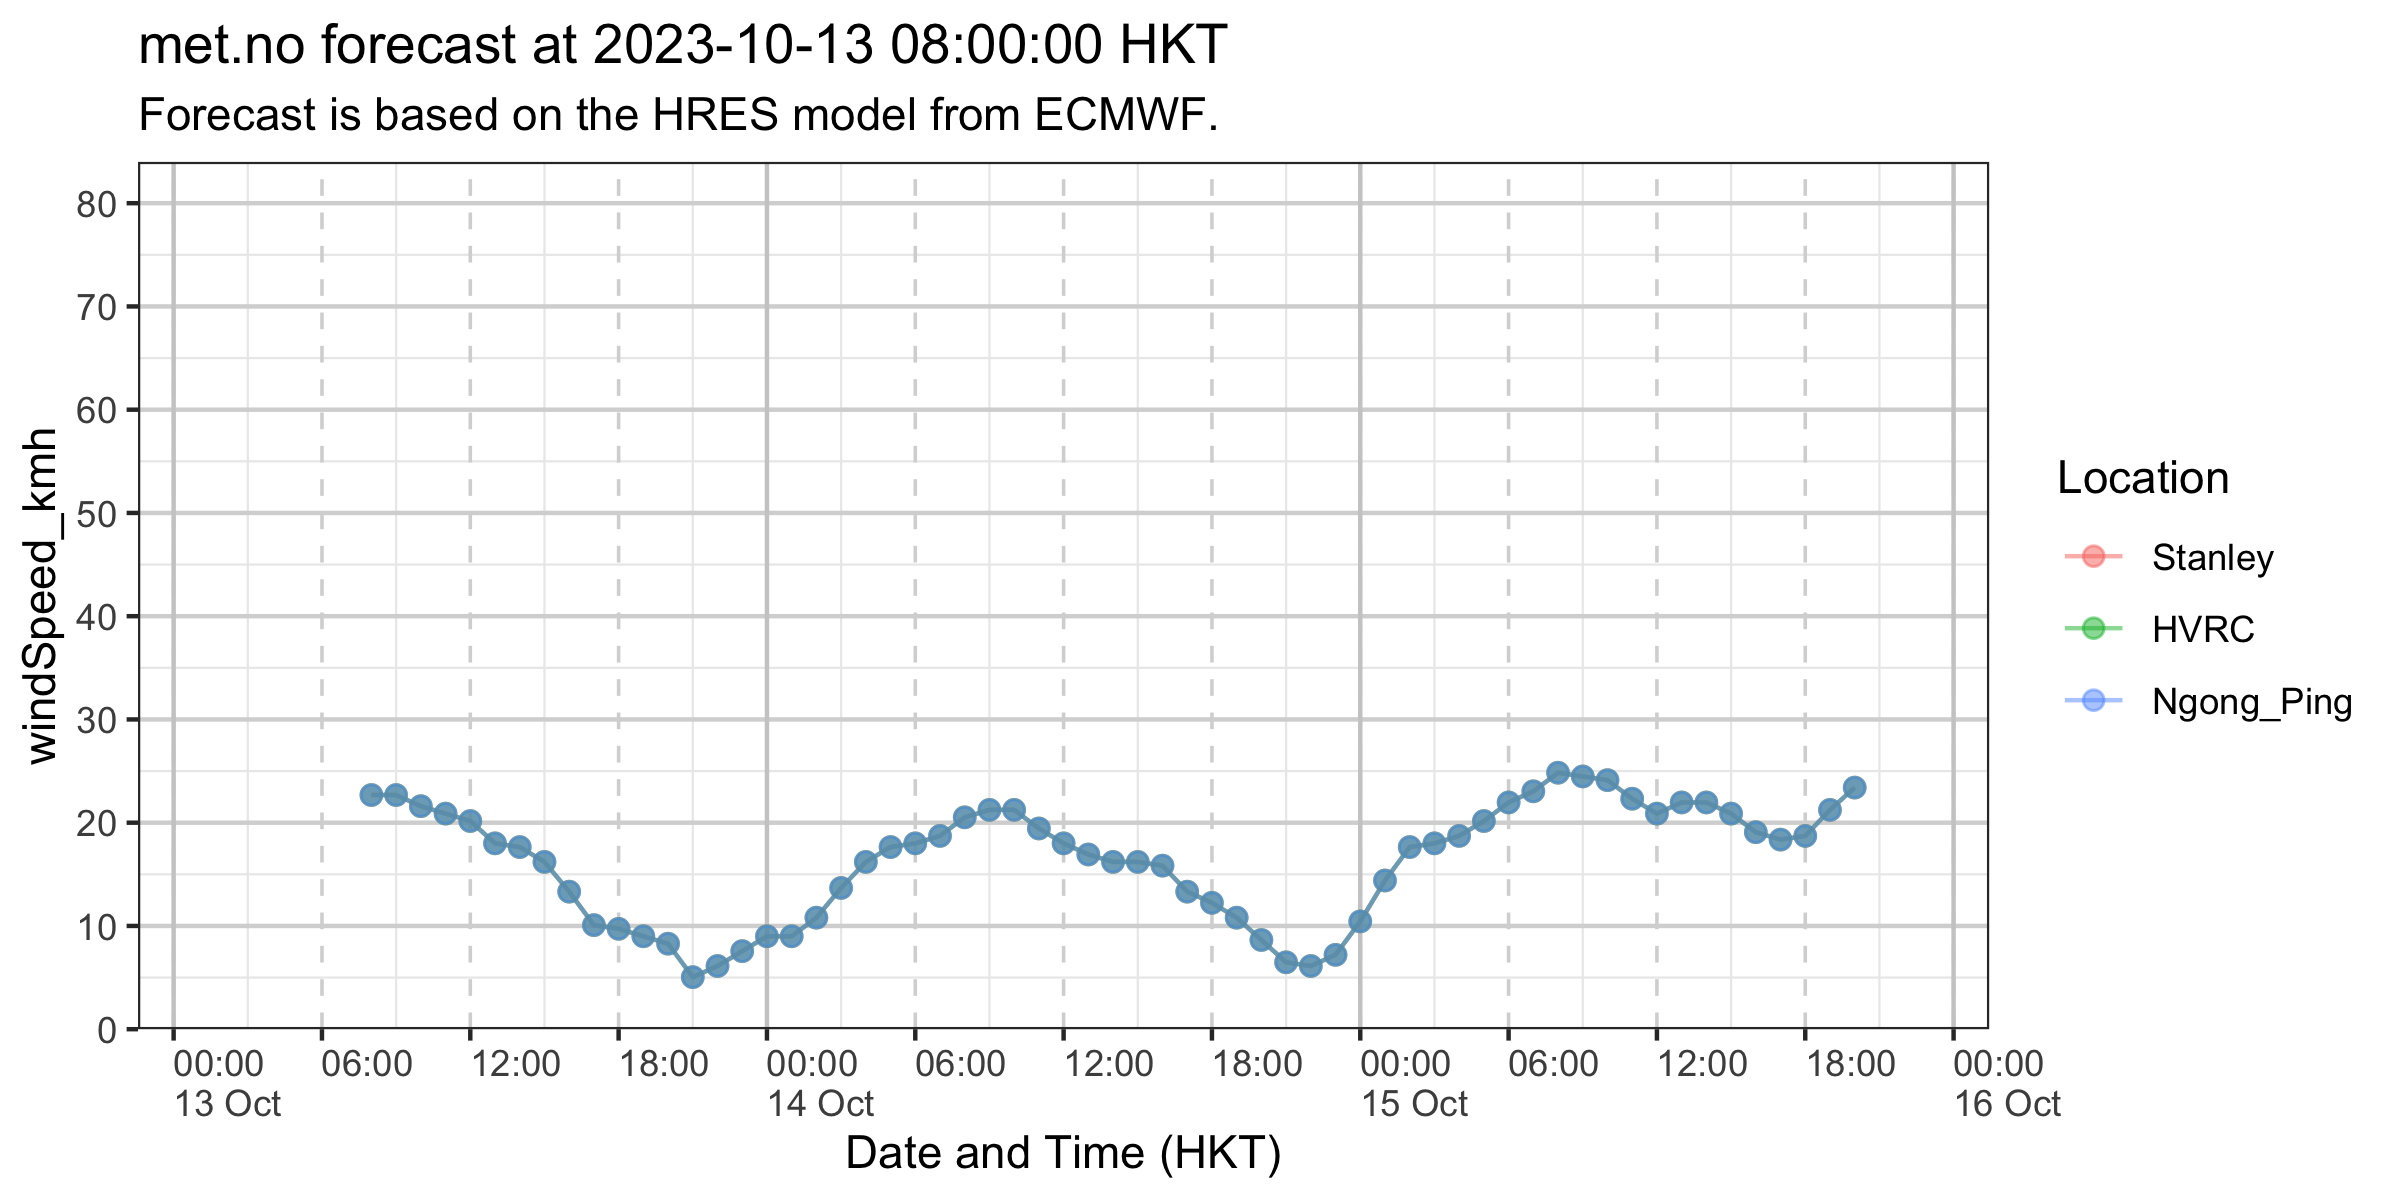 met.no forecast at 2023-10-13 08:00:00 HKT
Forecast is based on the HRES model from ECMWF.
windSpeed_kmh
80
70
60
50
40
30
20
10
0
00:00 06:00 12:00 18:00 00:00 06:00 12:00 18:00 00:00 06:00 12:00 18:00 00:00
13 Oct 14 Oct 15 Oct 16 Oct
Date and Time (HKT)
Location
Stanley
HVRC
Ngong_Ping